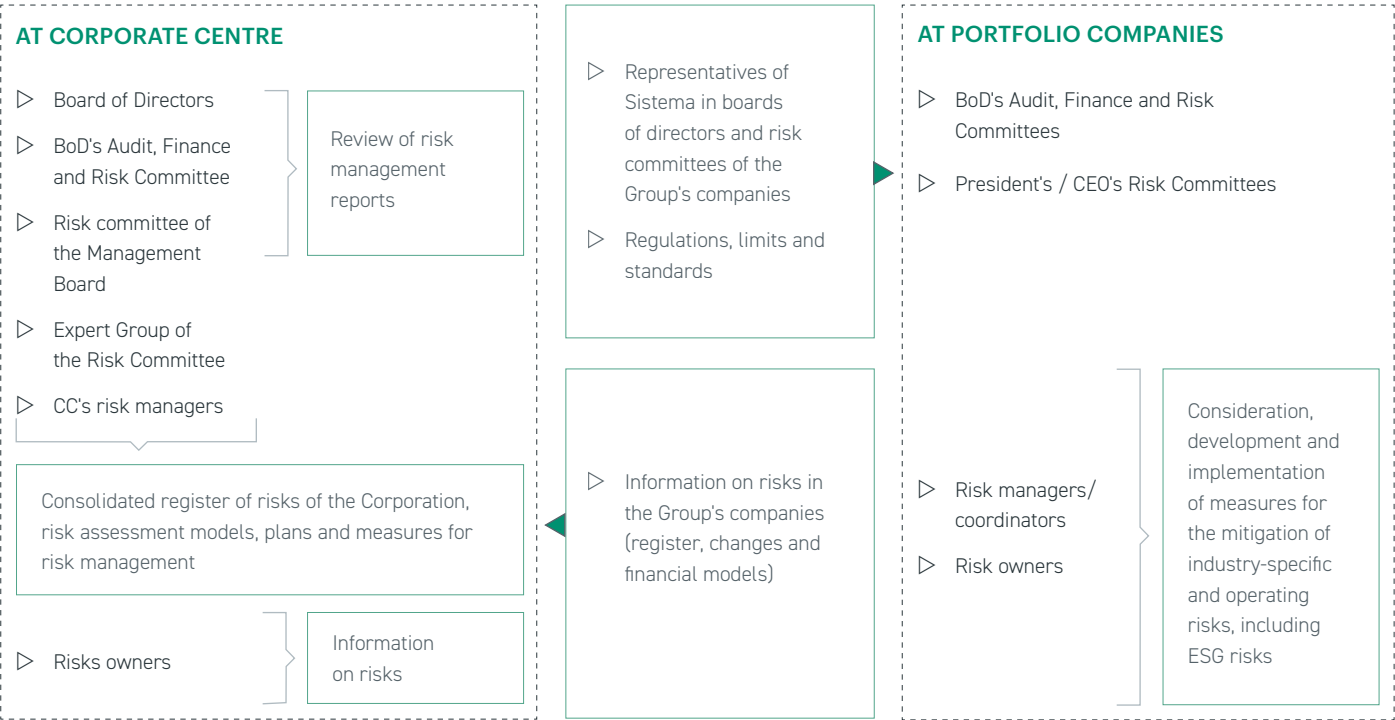 AT CORPORATE CENTRE
Board of Directors
BoD's Audit, Finance
and Risk Committee
Risk committee of
the Management
Board
Expert Group of
the Risk Committee
CC's risk managers
Review of risk
management
reports
Consolidated register of risks of the Corporation,
risk assessment models, plans and measures for
risk management
Risks owners
Information
on risks
Representatives of
Sistema in boards
of directors and risk
committees of the
Group's companies
Regulations, limits and
standards
Information on risks in
the Group's companies
(register, changes and
financial models)
AT PORTFOLIO COMPANIES
BoD's Audit, Finance and Risk
Committees
President's / CEO's Risk Committees
Risk managers/
coordinators
Risk owners
Consideration,
development and
implementation
of measures for
the mitigation of
industry-specific
and operating
risks, including
ESG risks